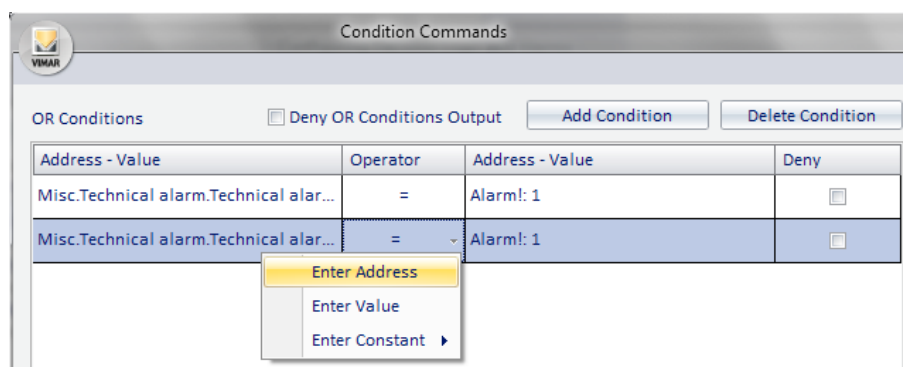 Condition Commands
VIMAR
OR Conditions Deny OR Conditions Output Add Condition Delete Condition
Address - Value Operator Address - Value Deny
Misc.Technical alarm.Technical alar... = Alarm!: 1
Misc.Technical alarm.Technical alar... = Alarm!: 1
Enter Address
Enter Value
Enter Constant